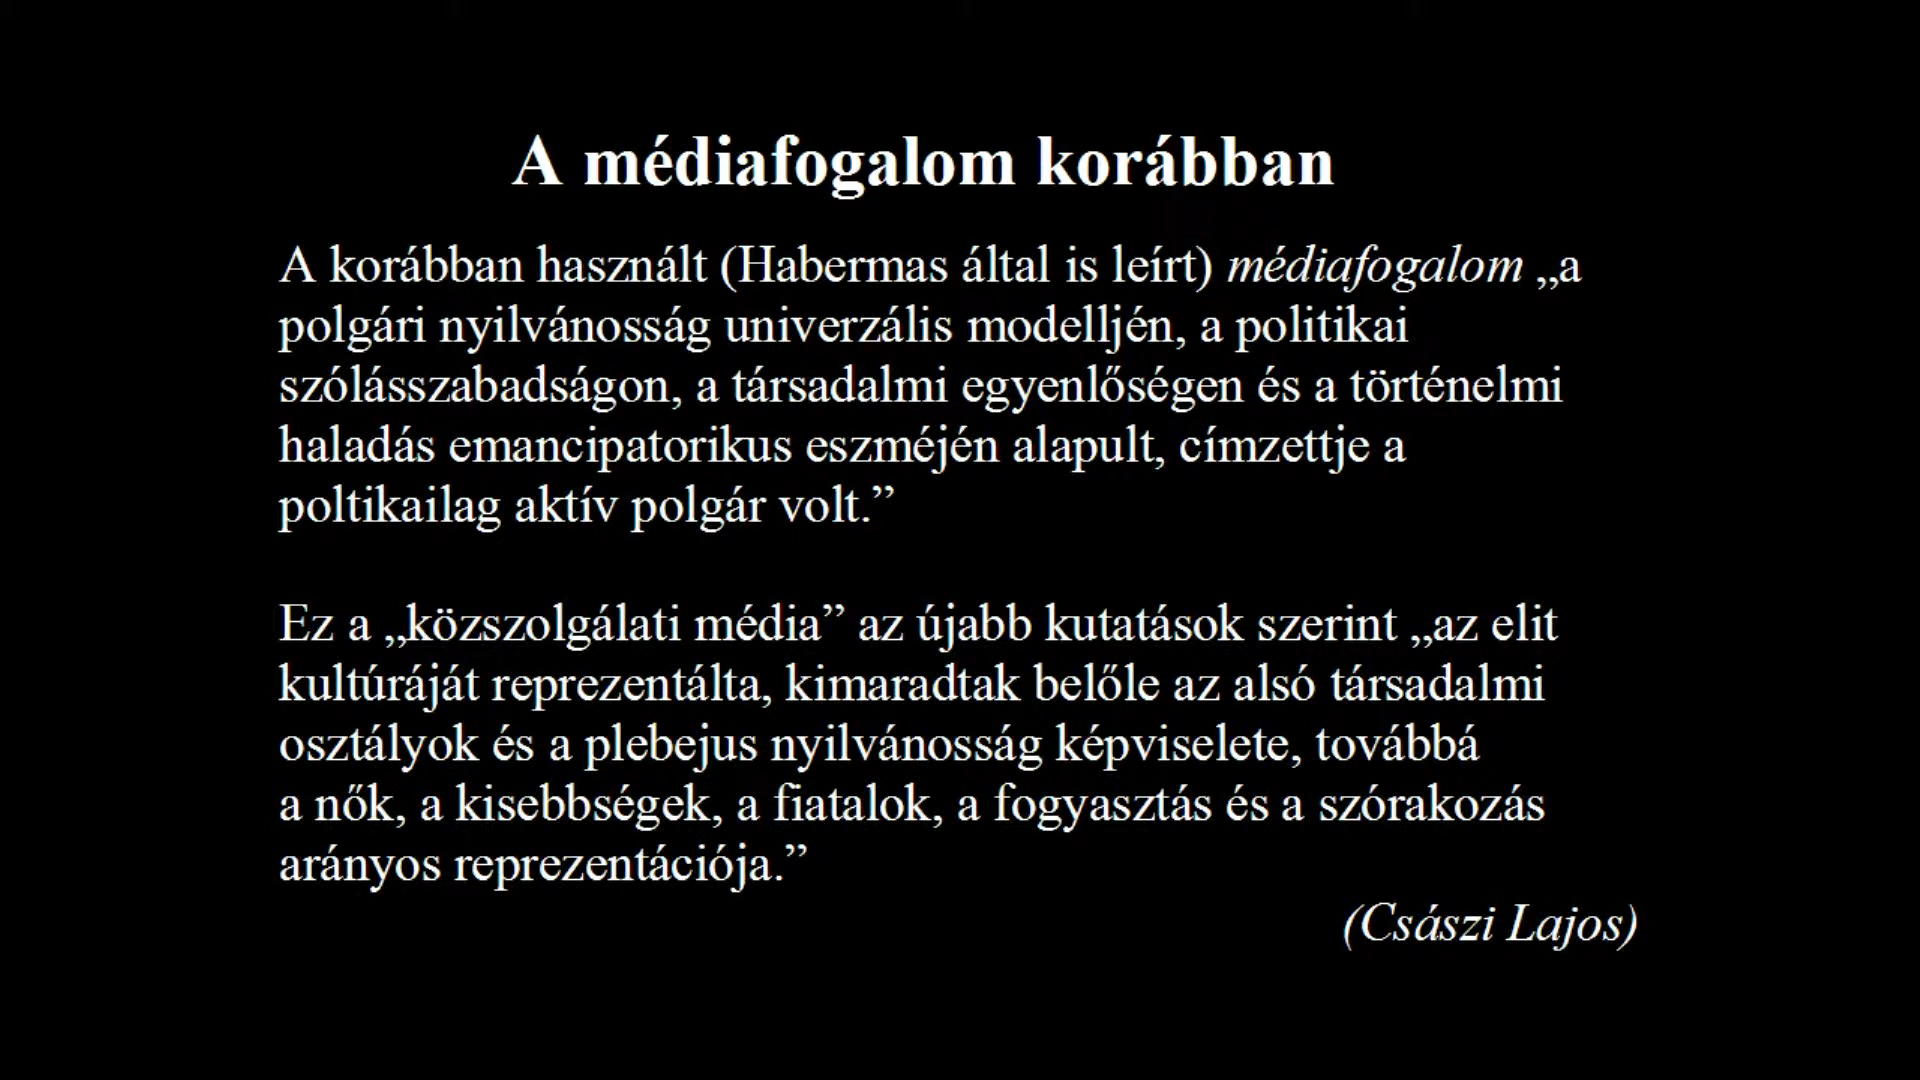 A médiafogalom korábban
A korábban használt (Habermas által is leírt) médiafogalom „a
polgári nyilvánosság univerzális modelljén, a politikai
szólásszabadságon, a társadalmi egyenlőségen és a történelmi
haladás emancipatorikus eszméjén alapult, címzettje a
poltikailag aktív polgár volt.”
Ez a „közszolgálati média” az újabb kutatások szerint „az elit
kultúráját reprezentálta, kimaradtak belőle az alsó társadalmi
osztályok és a plebejus nyilvánosság képviselete, továbbá
a nők, a kisebbségek, a fiatalok, a fogyasztás és a szórakozás
arányos reprezentációja.”
(Császi Lajos)